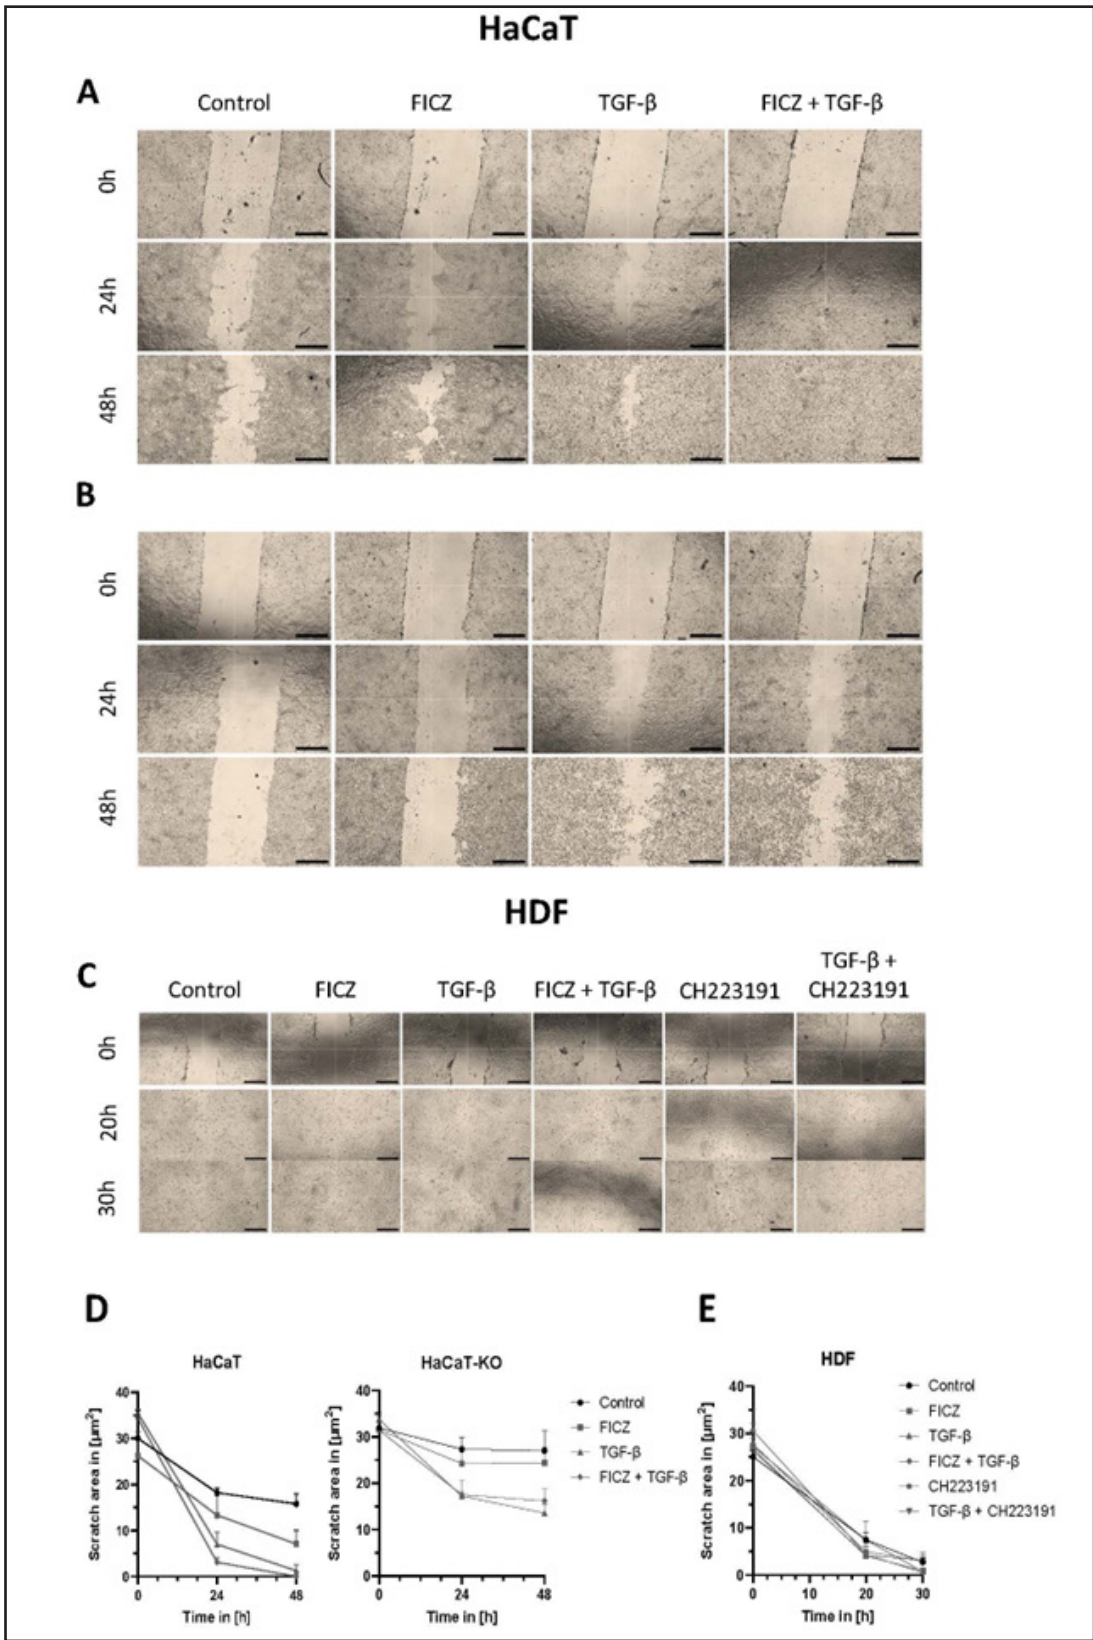 HaCaT
A
Control FICZ TGF-β FICZ + TGF-β
0h
24h
48h
B
0h
24h
48h
HDF
C
Control FICZ TGF-β FICZ + TGF-β CH223191 TGF-β + CH223191
0h
20h
30h
D
HaCaT
Scratch area in [µm²]
40
30
20
10
0
0 24 48
Time in [h]
HaCaT-KO
Scratch area in [µm²]
40
30
20
10
0
0 24 48
Time in [h]
Control
FICZ
TGF-β
FICZ + TGF-β
E
HDF
Scratch area in [µm²]
40
30
20
10
0
0 10 20 30
Time in [h]
Control
FICZ
TGF-β
FICZ + TGF-β
CH223191
TGF-β + CH223191